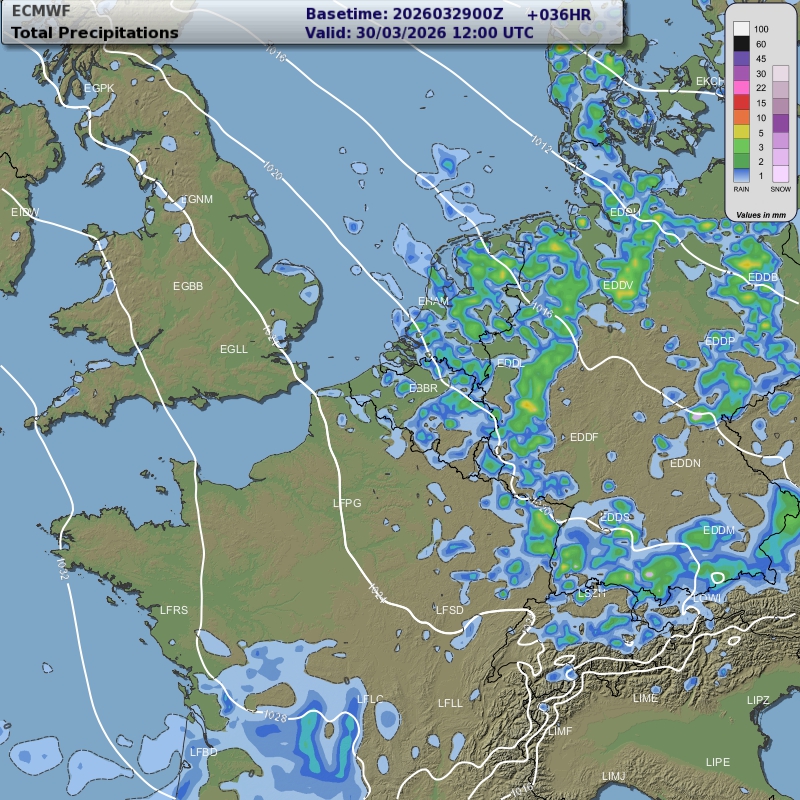 ECMWF
Basetime: 2026032900Z +036HR
Total Precipitations
Valid: 30/03/2026 12:00 UTC
100
60
45
30
22
15
10
5
3
2
1
RAIN SNOW
Values in mm
1016
EGPK
EKCH
1012
1020
EGNM
EIDW
EDDH
EDDB
EGBB
EDDV
EHAM
1016
EDDP
EGLL
EDDL
EBBR
EDDF
EDDN
LFPG
EDDS
EDDM
1032
1024
LSZH
LOWI
LFRS
LFSD
LFLC
LFLL
LIME
LIPZ
1028
LIMF
LFBD
LIPE
LIMJ
1016